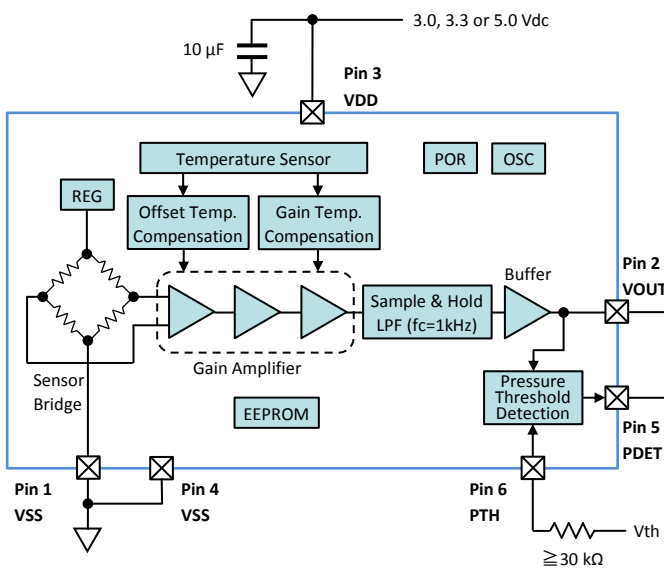 3.0, 3.3 or 5.0 Vdc
10 µF
Pin 3
VDD
Temperature Sensor
POR
OSC
REG
Offset Temp.
Compensation
Gain Temp.
Compensation
Buffer
Pin 2
VOUT
Sample & Hold
LPF (fc=1kHz)
Sensor
Bridge
Gain Amplifier
Pressure
Threshold
Detection
EEPROM
Pin 5
PDET
Pin 1
VSS
Pin 4
VSS
Pin 6
PTH
Vth
≧30 kΩ